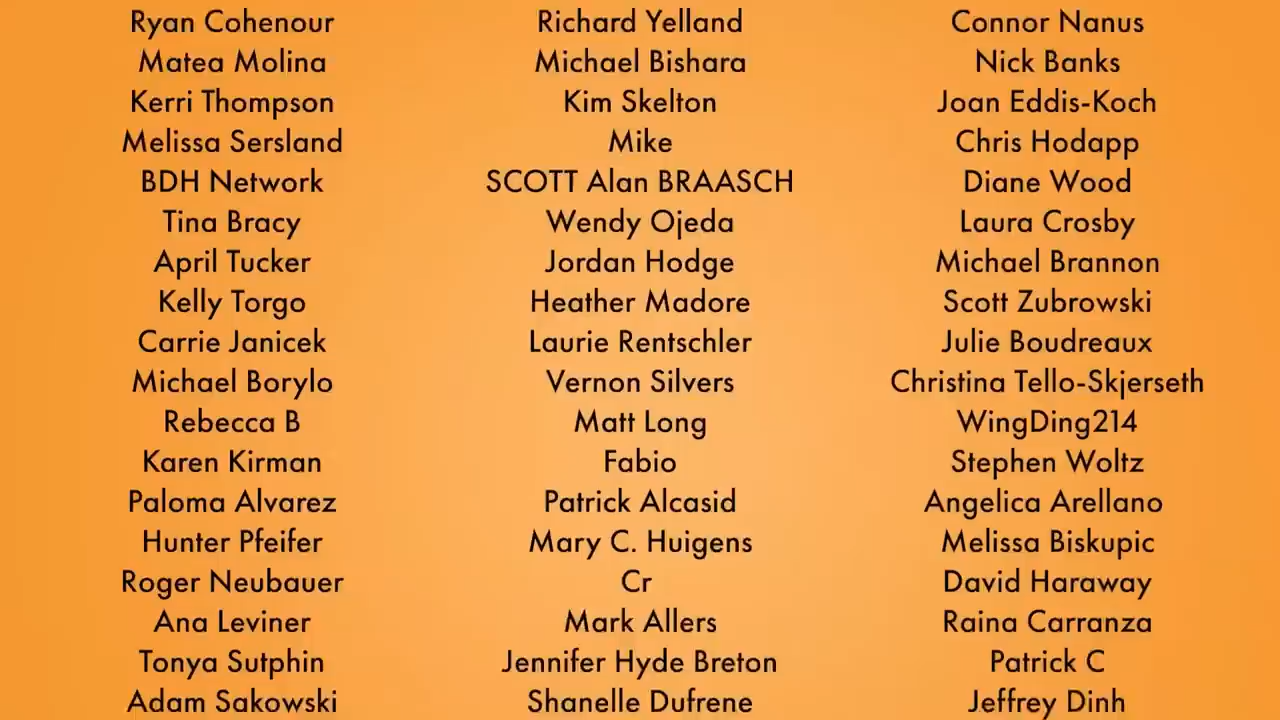 Ryan Cohenour
Matea Molina
Kerri Thompson
Melissa Sersland
BDH Network
Tina Bracy
April Tucker
Kelly Torgo
Carrie Janicek
Michael Borylo
Rebecca B
Karen Kirman
Paloma Alvarez
Hunter Pfeifer
Roger Neubauer
Ana Leviner
Tonya Sutphin
Adam Sakowski
Richard Yelland
Michael Bishara
Kim Skelton
Mike
SCOTT Alan BRAASCH
Wendy Ojeda
Jordan Hodge
Heather Madore
Laurie Rentschler
Vernon Silvers
Matt Long
Fabio
Patrick Alcasid
Mary C. Huigens
Cr
Mark Allers
Jennifer Hyde Breton
Shanelle Dufrene
Connor Nanus
Nick Banks
Joan Eddis-Koch
Chris Hodapp
Diane Wood
Laura Crosby
Michael Brannon
Scott Zubrowski
Julie Boudreaux
Christina Tello-Skjerseth
WingDing214
Stephen Woltz
Angelica Arellano
Melissa Biskupic
David Haraway
Raina Carranza
Patrick C
Jeffrey Dinh